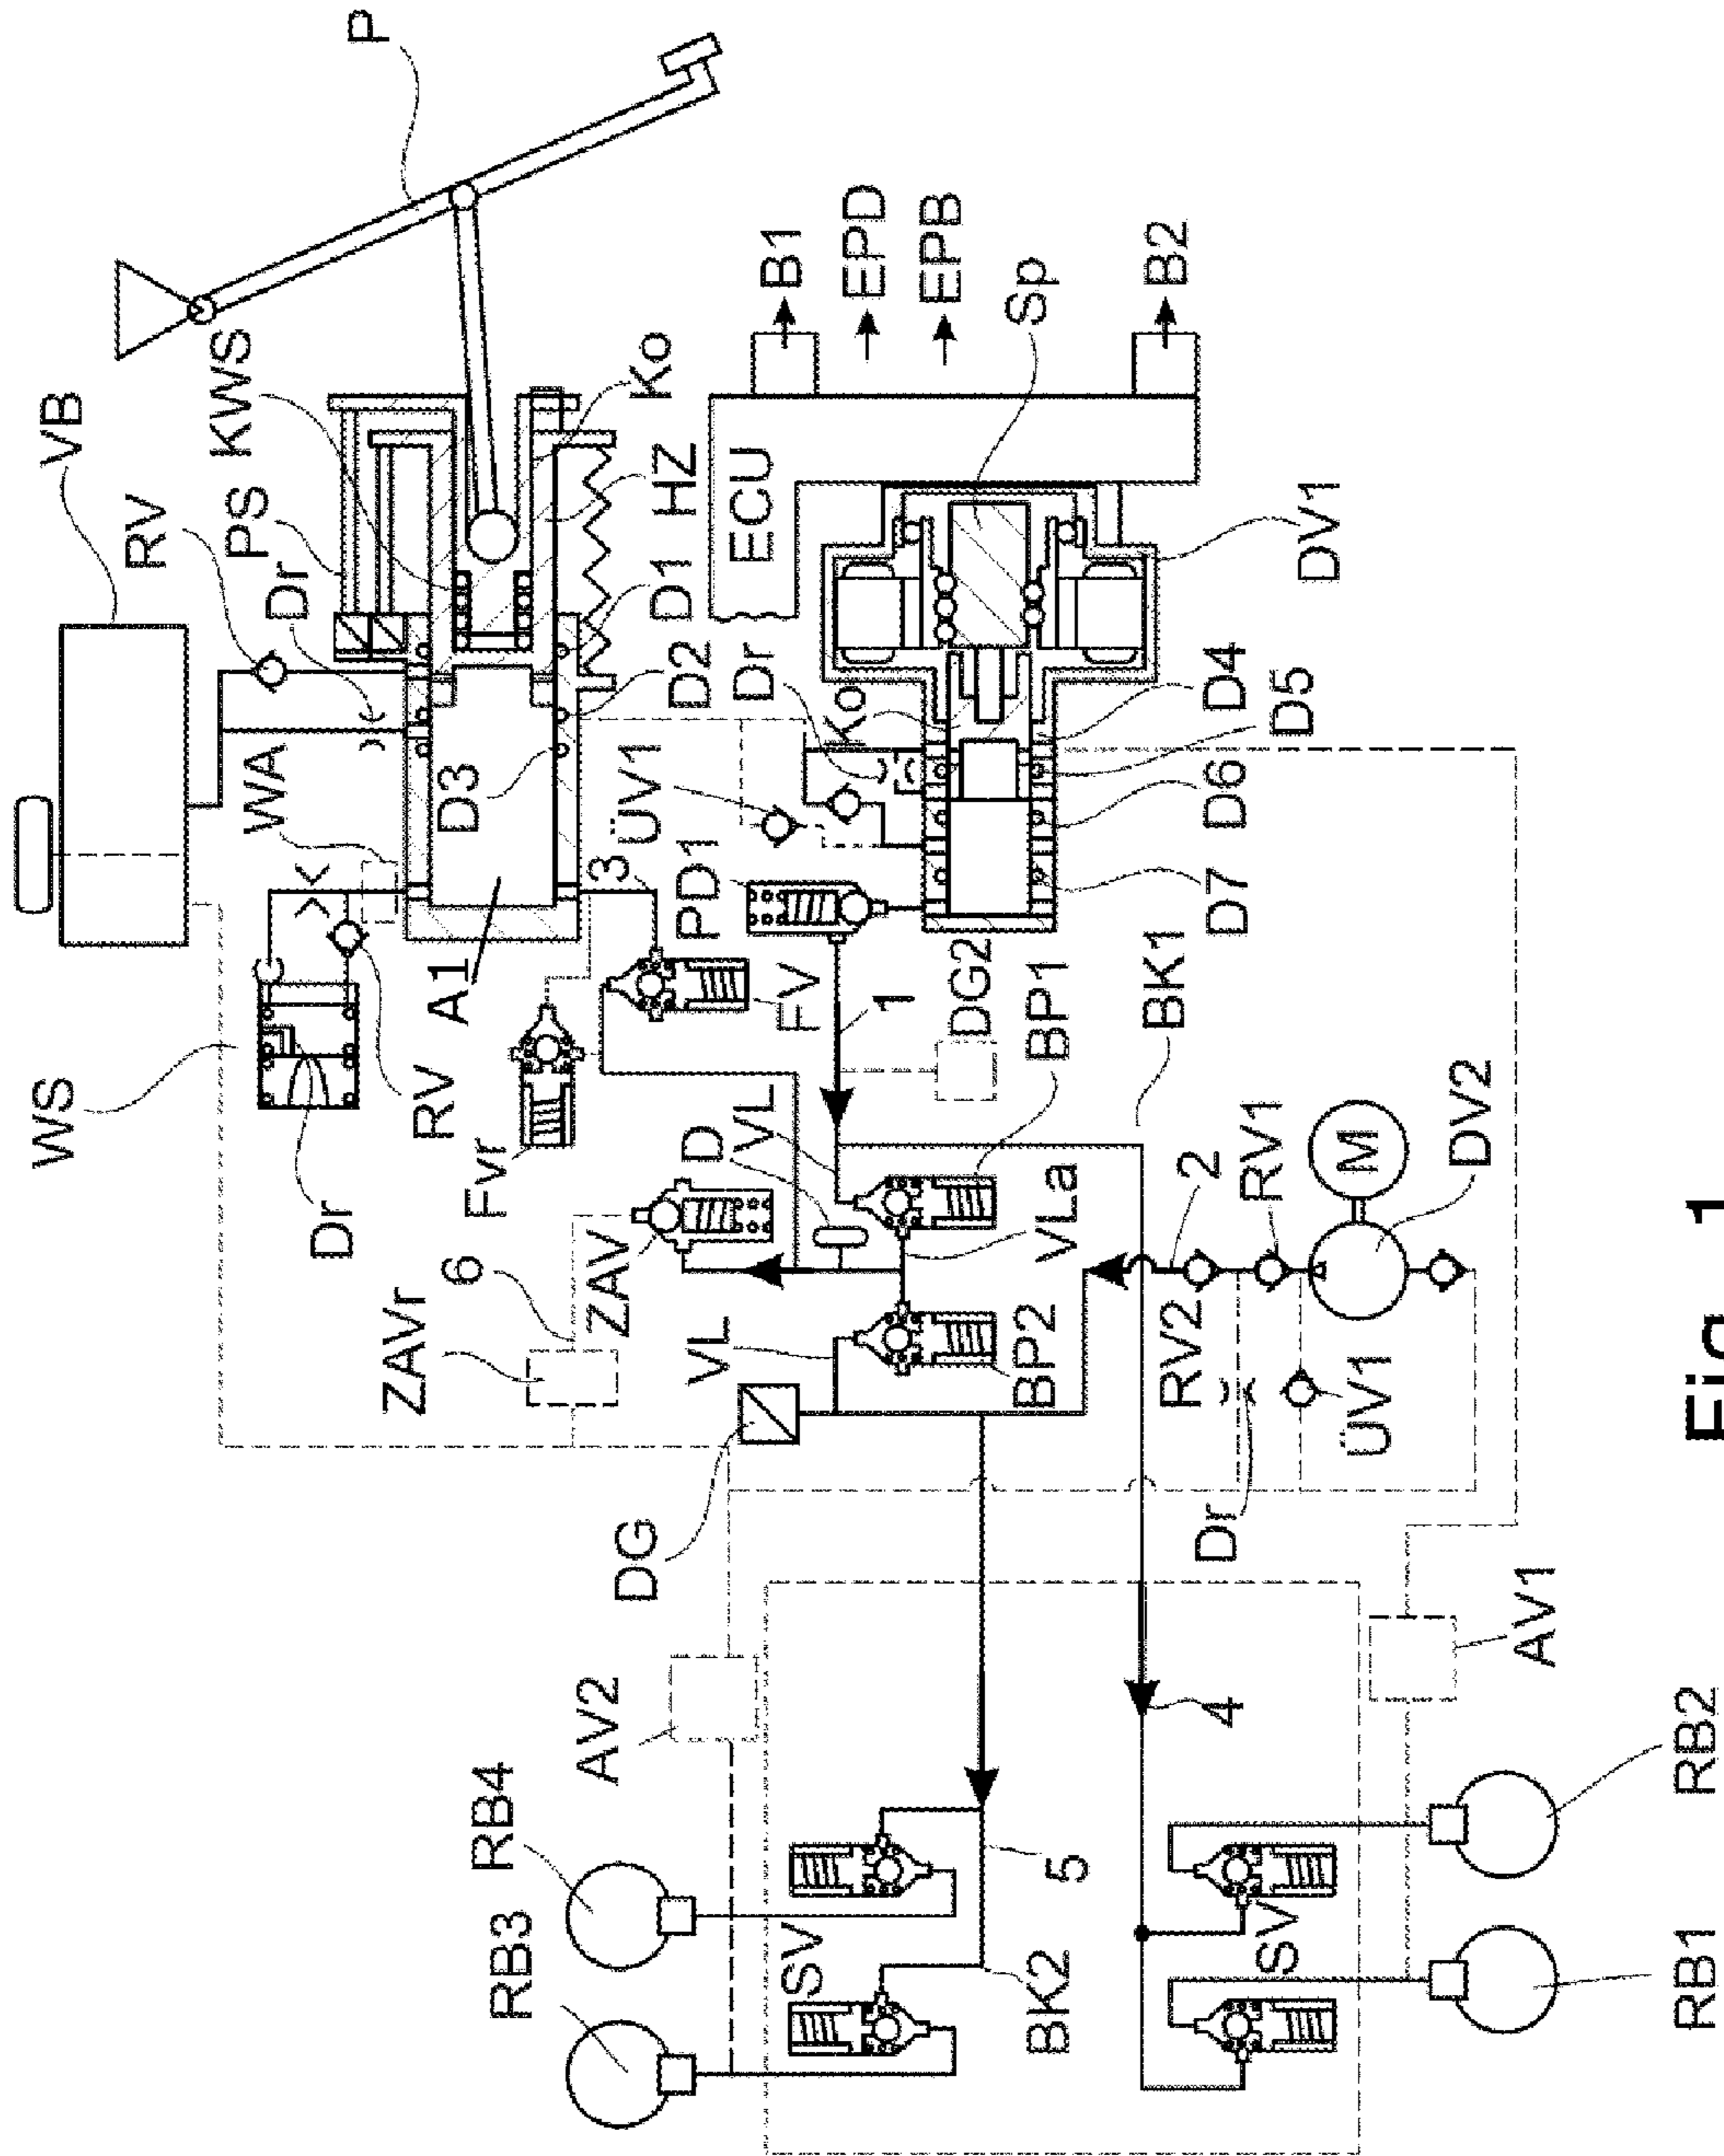 P
VB
KWS
PS
RV
Dr
Ko
HZ
D1
D2
D3
WA
WS
A1
RV
Dr
B1
EPD
EPB
B2
Sp
ECU
DV1
Dr
Ko
D4
D5
D6
D7
ÜV1
3
PD1
FV
1
DG2
BP1
BK1
Fvr
D
VL
VLa
ZAV
6
ZAVr
VL
BP2
DG
2
RV1
RV2
M
DV2
ÜV1
Dr
AV2
AV1
4
5
RB4
RB3
SV
BK2
SV
RB2
RB1
Fig. 1